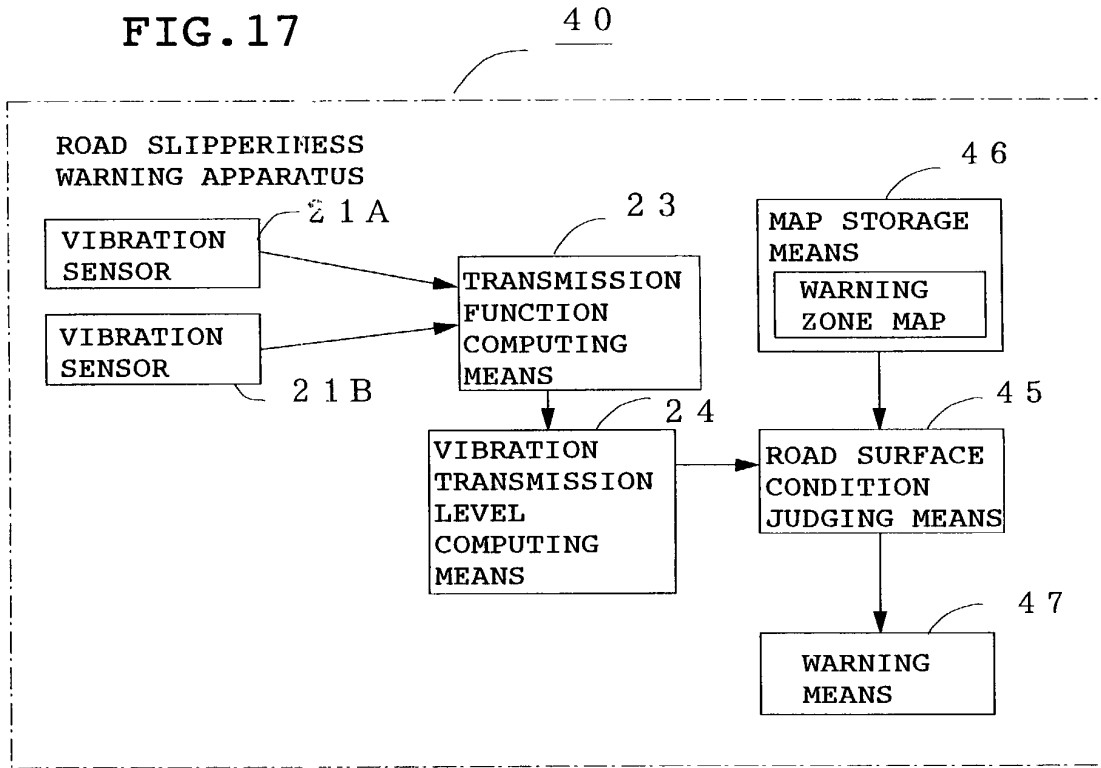 FIG.17
40
ROAD SLIPPERINESS
WARNING APPARATUS
21A
VIBRATION
SENSOR
VIBRATION
SENSOR
21B
23
TRANSMISSION
FUNCTION
COMPUTING
MEANS
24
VIBRATION
TRANSMISSION
LEVEL
COMPUTING
MEANS
46
MAP STORAGE
MEANS
WARNING
ZONE MAP
45
ROAD SURFACE
CONDITION
JUDGING MEANS
47
WARNING
MEANS